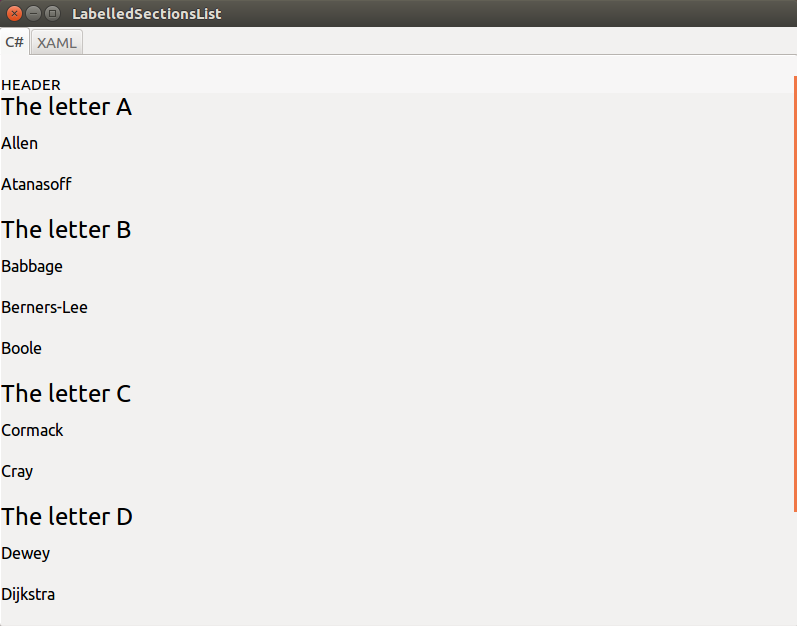 LabelledSectionsList
C# XAML
HEADER
The letter A
Allen
Atanasoff
The letter B
Babbage
Berners-Lee
Boole
The letter C
Cormack
Cray
The letter D
Dewey
Dijkstra